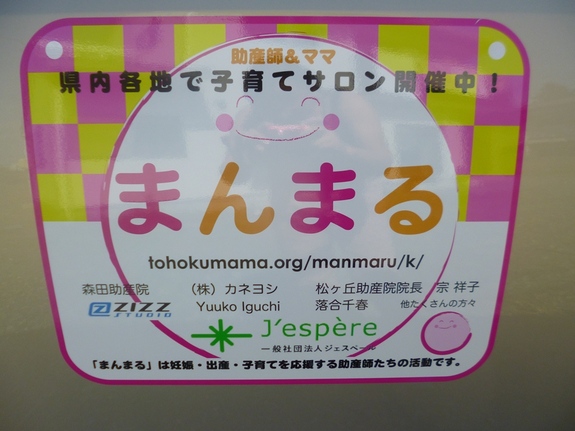 助産師&ママ
県内各地で子育てサロン開催中!
まんまる
tohokumama.org/manmaru/k/
森田助産院 (株)カネヨシ 松ヶ丘助産院院長 宗 祥子
ZIZZ STUDIO Yuuko Iguchi 落合千春 他たくさんの方々
J'espère
一般社団法人ジェスペール
「まんまる」は妊娠・出産・子育てを応援する助産師たちの活動です。